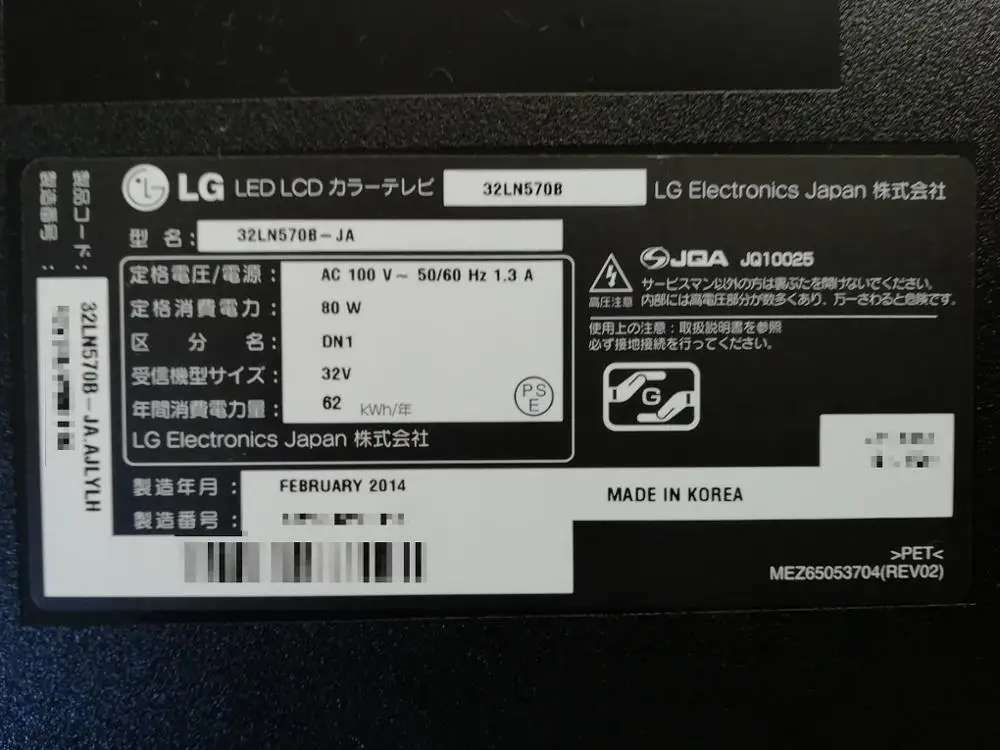 製品コード :
製造番号 :
32LN570B-JA.AJLYLH
LG LED LCD カラーテレビ 32LN570B LG Electronics Japan 株式会社
型 名 : 32LN570B-JA
定格電圧/電源 : AC 100 V~ 50/60 Hz 1.3 A
定格消費電力 : 80 W
区 分 名 : DN1
受信機型サイズ : 32V
年間消費電力量 : 62 kWh/年
PS
E
LG Electronics Japan 株式会社
JQA JQ10025
高圧注意
サービスマン以外の方は裏ぶたを開けないでください。
内部には高電圧部分が数多くあり、万一さわると危険です。
使用上の注意 : 取扱説明書を参照
必ず接地接続を行ってください。
G
製造年月 : FEBRUARY 2014
製造番号 :
MADE IN KOREA
>PET<
MEZ65053704(REV02)